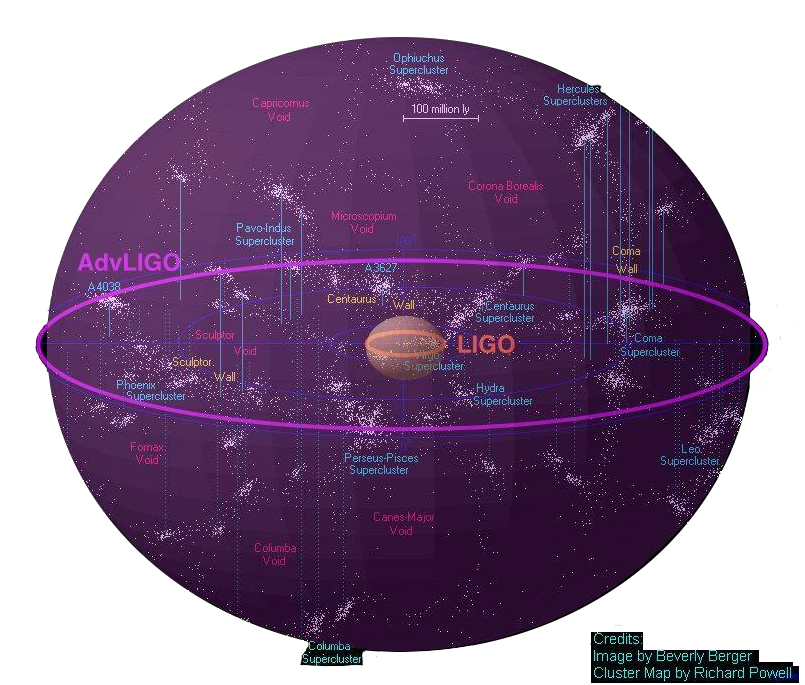 Ophiuchus
Supercluster
Hercules
Superclusters
100 million ly
Capricornus
Void
Corona Borealis
Void
Microscopium
Void
Pavo-Indus
Supercluster
Coma
Wall
AdvLIGO
A3627
A4038
Centaurus
Wall
Centaurus
Supercluster
Sculptor
Void
LIGO
Coma
Supercluster
Virgo
Supercluster
Sculptor
Wall
Phoenix
Supercluster
Hydra
Supercluster
Fornax
Void
Perseus-Pisces
Supercluster
Leo
Supercluster
Canes-Major
Void
Columba
Void
Columba
Supercluster
Credits:
Image by Beverly Berger
Cluster Map by Richard Powell